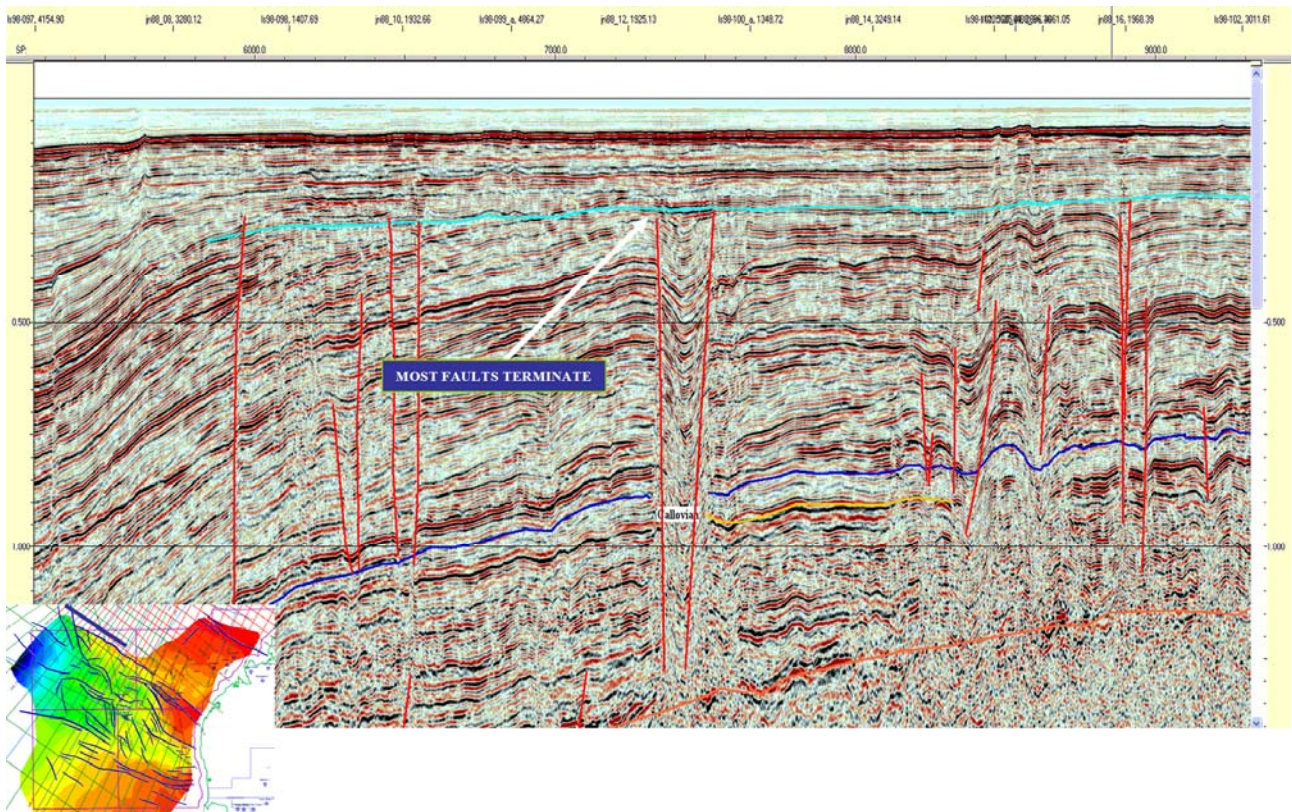 ls98-097, 4154.90 jn88_08, 3280.12 ls98-098,1407.69 jn88_10, 1932.66 ls98-099_a, 4864.27 jn88_12, 1925.13 ls98-100_a, 1348.72 jn88_14, 3249.14 jn88_16, 1968.39 ls98-102, 3011.61
SP: 6000.0 7000.0 8000.0 9000.0
0.500 -0.500
MOST FAULTS TERMINATE
Callovian
1.000 -1.000